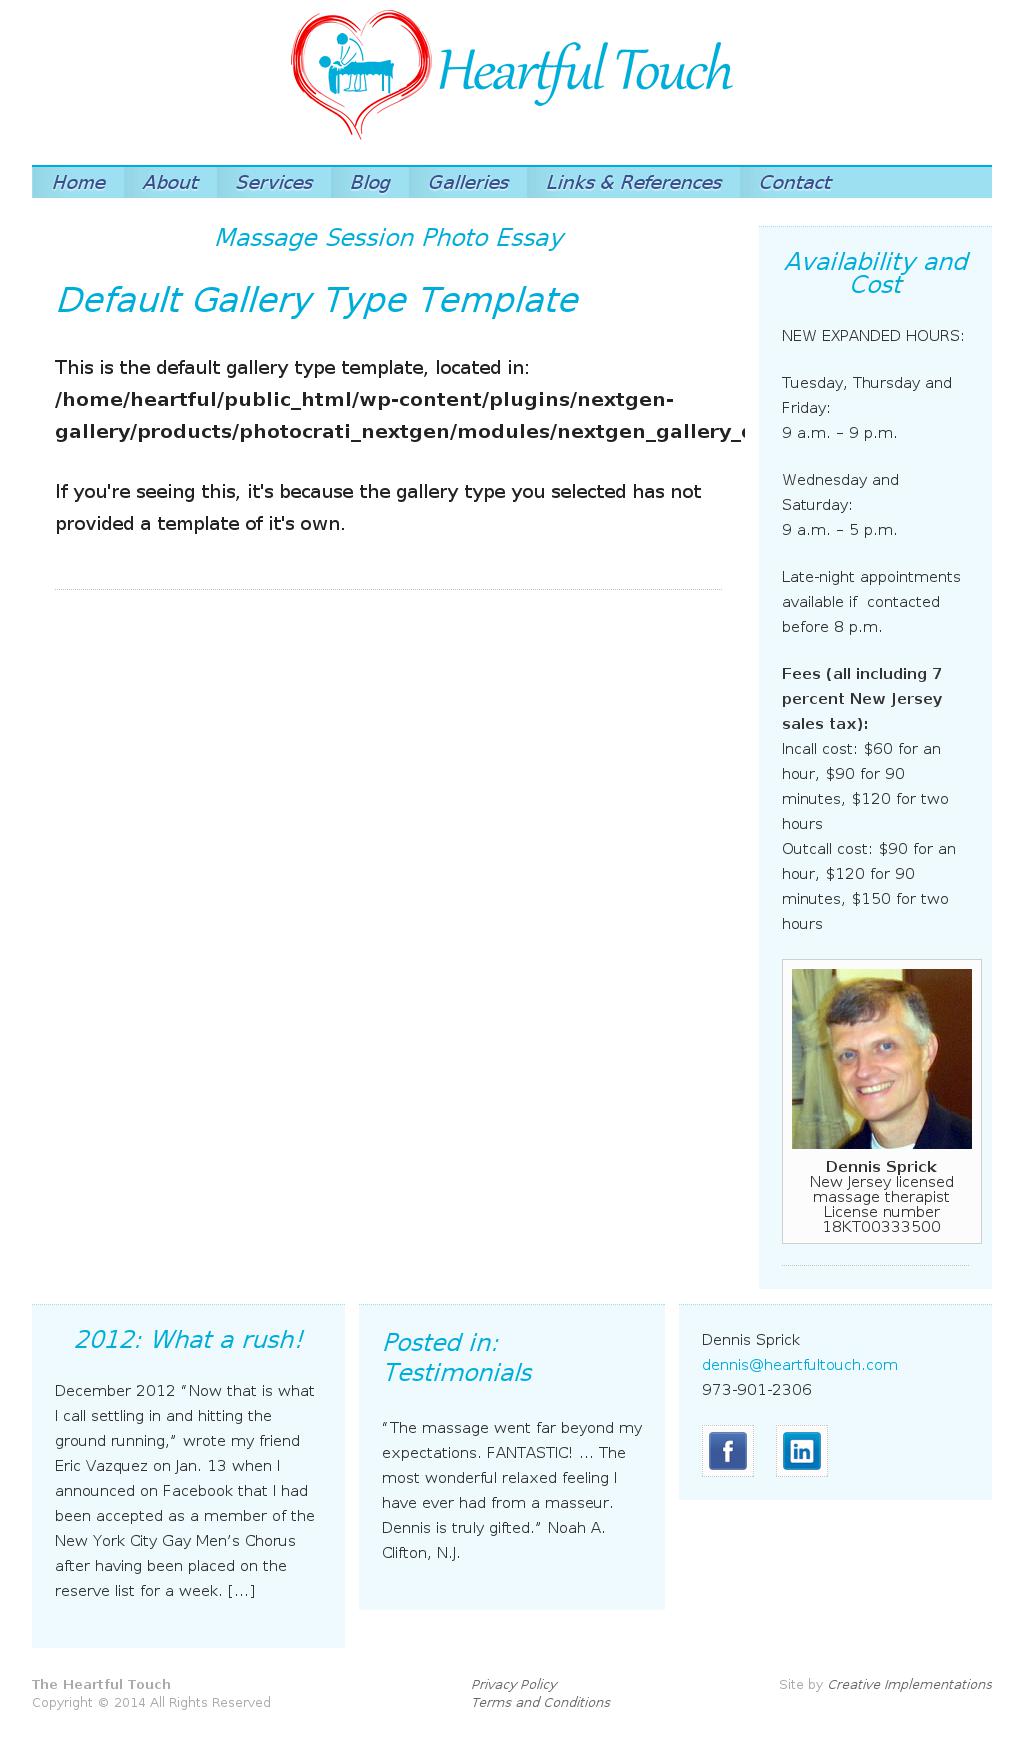 Heartful Touch
Home About Services Blog Galleries Links & References Contact
Massage Session Photo Essay
Default Gallery Type Template
This is the default gallery type template, located in:
/home/heartful/public_html/wp-content/plugins/nextgen-
gallery/products/photocrati_nextgen/modules/nextgen_gallery_
If you're seeing this, it's because the gallery type you selected has not
provided a template of it's own.
Availability and
Cost
NEW EXPANDED HOURS:
Tuesday, Thursday and
Friday:
9 a.m. – 9 p.m.
Wednesday and
Saturday:
9 a.m. – 5 p.m.
Late-night appointments
available if  contacted
before 8 p.m.
Fees (all including 7
percent New Jersey
sales tax):
Incall cost: $60 for an
hour, $90 for 90
minutes, $120 for two
hours
Outcall cost: $90 for an
hour, $120 for 90
minutes, $150 for two
hours
Dennis Sprick
New Jersey licensed
massage therapist
License number
18KT00333500
2012: What a rush!
December 2012 “Now that is what
I call settling in and hitting the
ground running,” wrote my friend
Eric Vazquez on Jan. 13 when I
announced on Facebook that I had
been accepted as a member of the
New York City Gay Men’s Chorus
after having been placed on the
reserve list for a week. […]
Posted in:
Testimonials
“The massage went far beyond my
expectations. FANTASTIC! … The
most wonderful relaxed feeling I
have ever had from a masseur.
Dennis is truly gifted.” Noah A.
Clifton, N.J.
Dennis Sprick
dennis@heartfultouch.com
973-901-2306
f in
The Heartful Touch
Copyright © 2014 All Rights Reserved
Privacy Policy
Terms and Conditions
Site by Creative Implementations